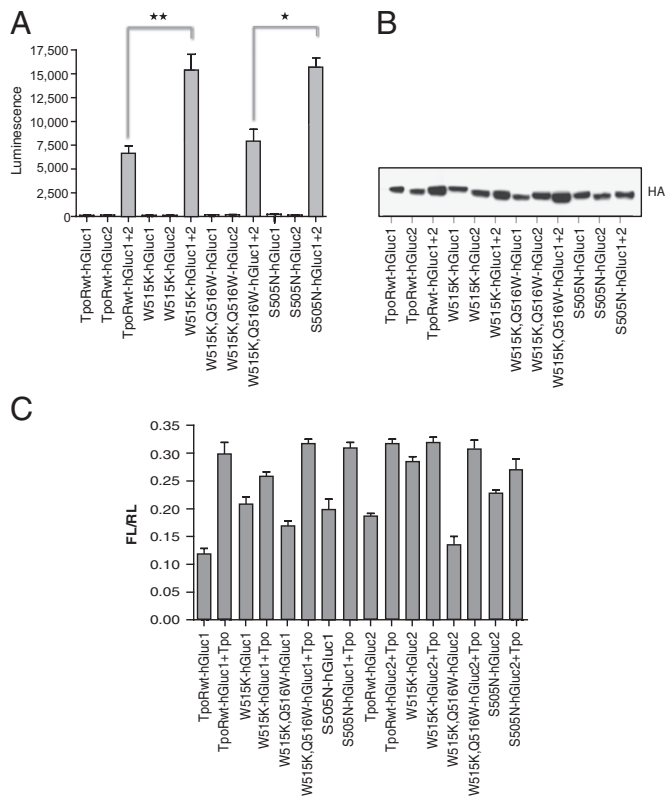 A
★★
★
17,500
15,000
12,500
10,000
7,500
5,000
2,500
0
Luminescence
TpoRwt-hGluc1
TpoRwt-hGluc2
TpoRwt-hGluc1+2
W515K-hGluc1
W515K-hGluc2
W515K-hGluc1+2
W515K,Q516W-hGluc1
W515K,Q516W-hGluc2
W515K,Q516W-hGluc1+2
S505N-hGluc1
S505N-hGluc2
S505N-hGluc1+2
B
HA
TpoRwt-hGluc1
TpoRwt-hGluc2
TpoRwt-hGluc1+2
W515K-hGluc1
W515K-hGluc2
W515K-hGluc1+2
W515K,Q516W-hGluc1
W515K,Q516W-hGluc2
W515K,Q516W-hGluc1+2
S505N-hGluc1
S505N-hGluc2
S505N-hGluc1+2
C
0.35
0.30
0.25
0.20
0.15
0.10
0.05
0.00
FL/RL
TpoRwt-hGluc1
TpoRwt-hGluc1+Tpo
W515K-hGluc1
W515K-hGluc1+Tpo
W515K,Q516W-hGluc1
W515K,Q516W-hGluc1+Tpo
S505N-hGluc1
S505N-hGluc1+Tpo
TpoRwt-hGluc2
TpoRwt-hGluc2+Tpo
W515K-hGluc2
W515K-hGluc2+Tpo
W515K,Q516W-hGluc2
W515K,Q516W-hGluc2+Tpo
S505N-hGluc2
S505N-hGluc2+Tpo